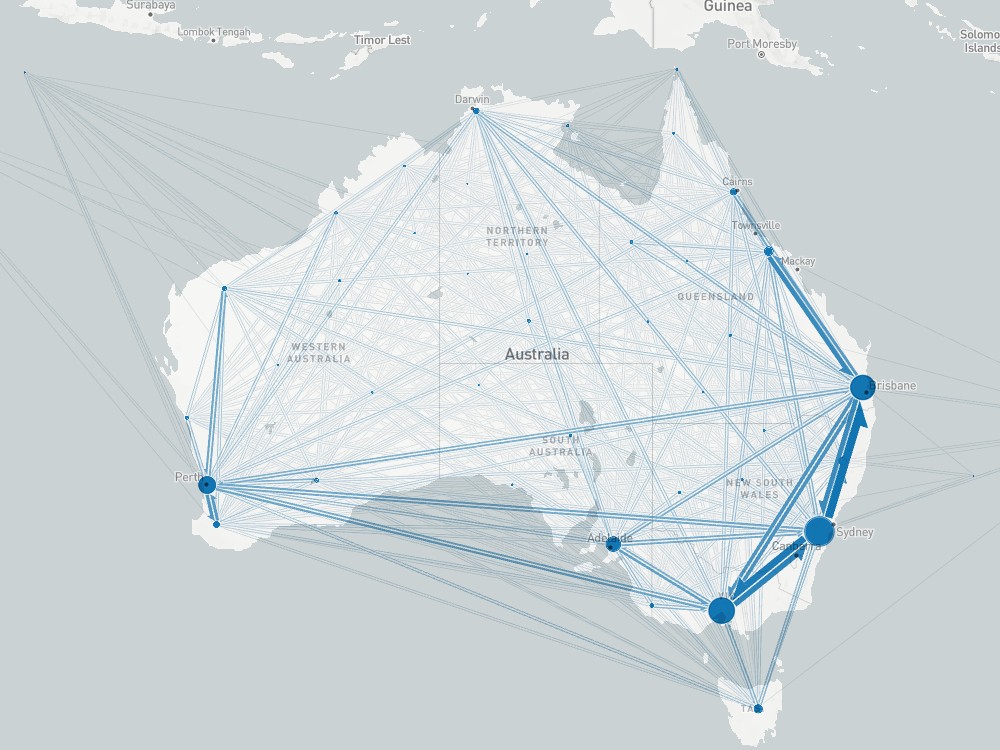 Surabaya
Guinea
Lombok Tengah
Timor Lest
Solomo
Islands
Port Moresby
Darwin
Cairns
Townsville
NORTHERN
TERRITORY
Mackay
QUEENSLAND
WESTERN
AUSTRALIA
Australia
Brisbane
SOUTH
AUSTRALIA
Perth
NEW SOUTH
WALES
Adelaide
Sydney
Canberra
TAS